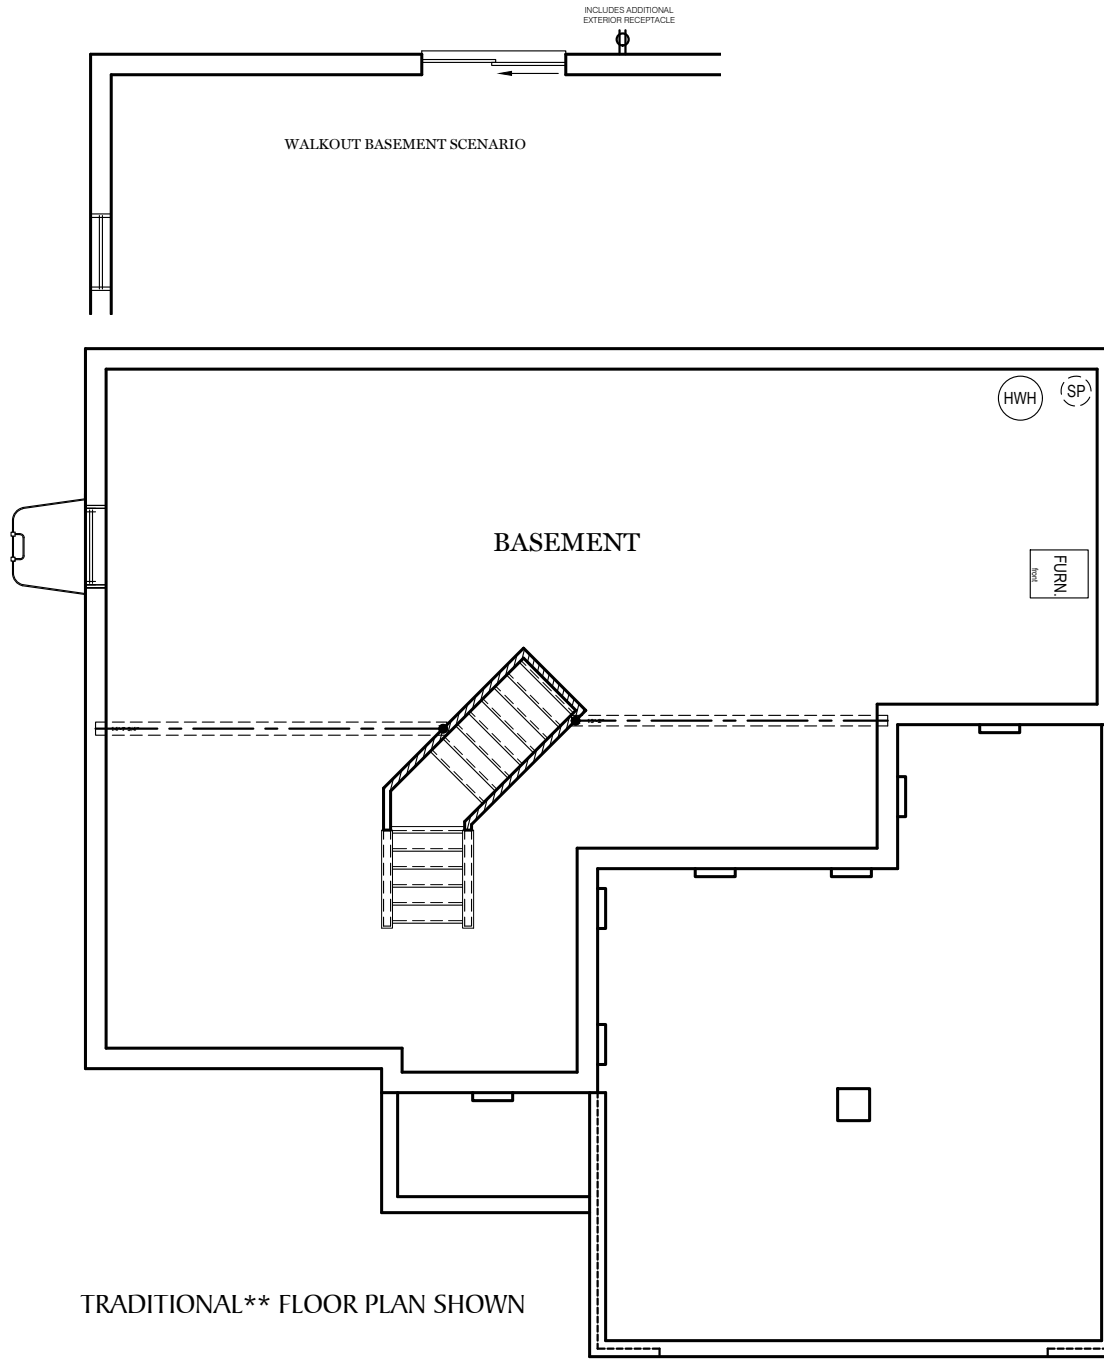 INCLUDES ADDITIONAL
EXTERIOR RECEPTACLE
WALKOUT BASEMENT SCENARIO
HWH
SP
BASEMENT
FURN.
front
TRADITIONAL** FLOOR PLAN SHOWN